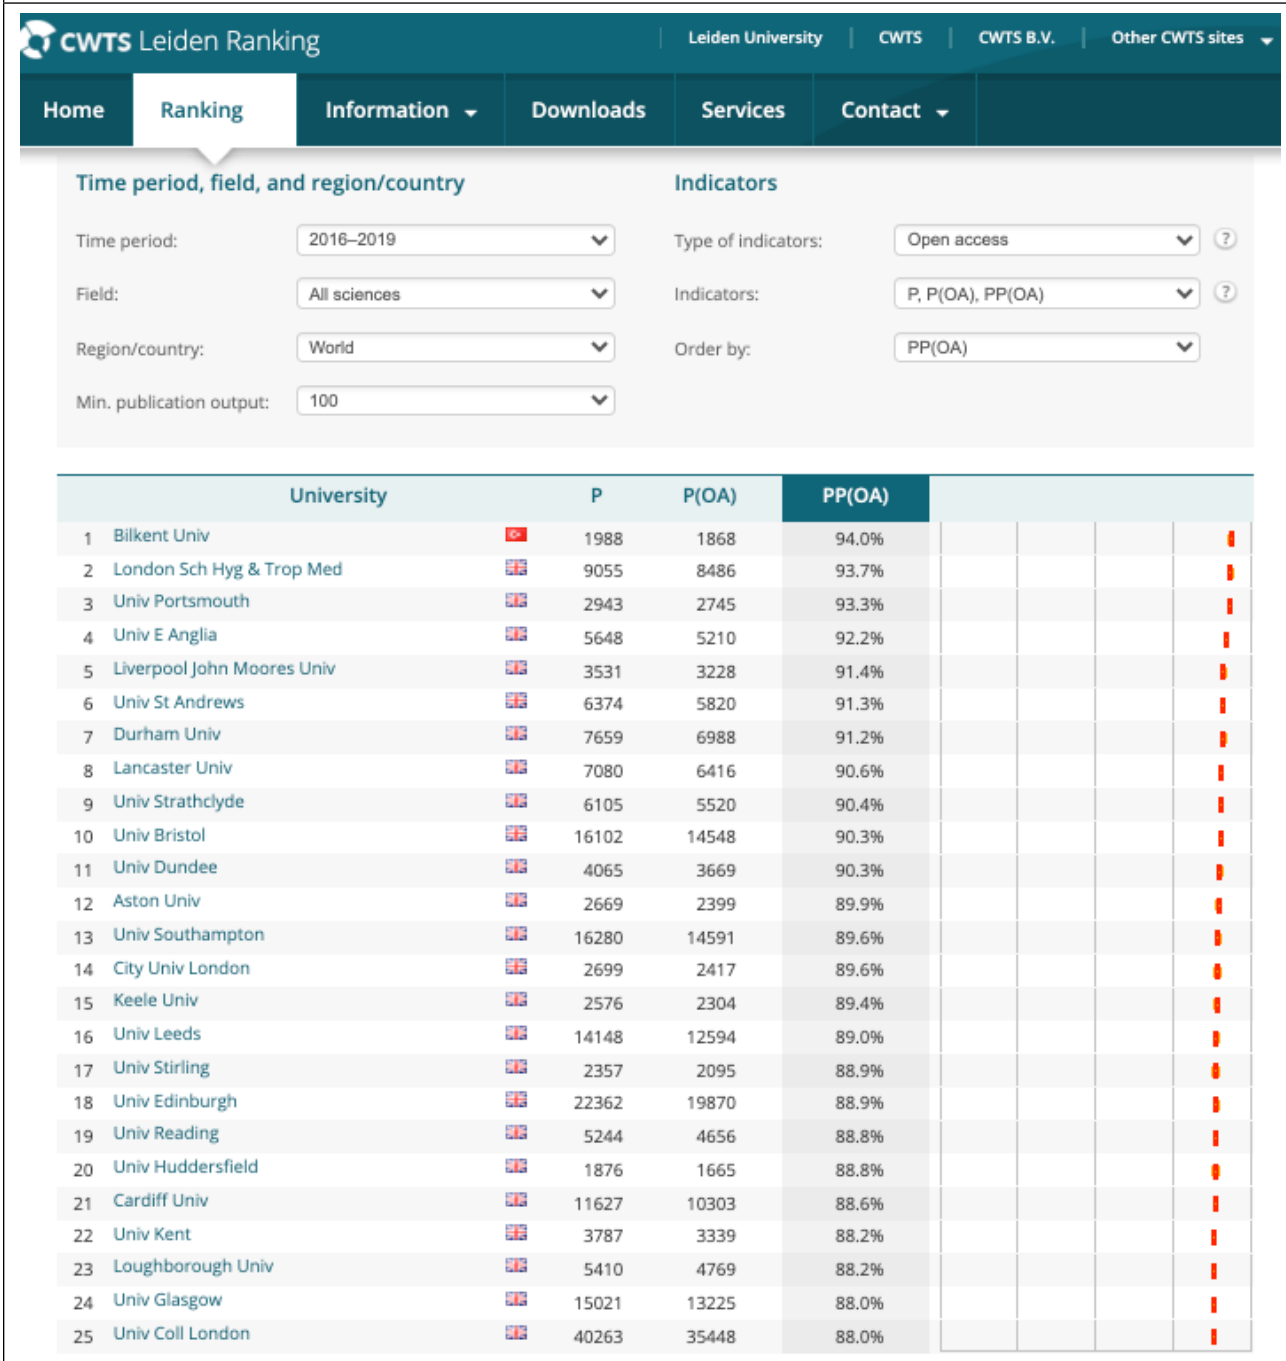 CWTS Leiden Ranking
Leiden University CWTS CWTS B.V. Other CWTS sites
Home Ranking Information Downloads Services Contact
Time period, field, and region/country Indicators
Time period: 2016–2019 Type of indicators: Open access ?
Field: All sciences Indicators: P, P(OA), PP(OA) ?
Region/country: World Order by: PP(OA)
Min. publication output: 100
University P P(OA) PP(OA)
1 Bilkent Univ 1988 1868 94.0%
2 London Sch Hyg & Trop Med 9055 8486 93.7%
3 Univ Portsmouth 2943 2745 93.3%
4 Univ E Anglia 5648 5210 92.2%
5 Liverpool John Moores Univ 3531 3228 91.4%
6 Univ St Andrews 6374 5820 91.3%
7 Durham Univ 7659 6988 91.2%
8 Lancaster Univ 7080 6416 90.6%
9 Univ Strathclyde 6105 5520 90.4%
10 Univ Bristol 16102 14548 90.3%
11 Univ Dundee 4065 3669 90.3%
12 Aston Univ 2669 2399 89.9%
13 Univ Southampton 16280 14591 89.6%
14 City Univ London 2699 2417 89.6%
15 Keele Univ 2576 2304 89.4%
16 Univ Leeds 14148 12594 89.0%
17 Univ Stirling 2357 2095 88.9%
18 Univ Edinburgh 22362 19870 88.9%
19 Univ Reading 5244 4656 88.8%
20 Univ Huddersfield 1876 1665 88.8%
21 Cardiff Univ 11627 10303 88.6%
22 Univ Kent 3787 3339 88.2%
23 Loughborough Univ 5410 4769 88.2%
24 Univ Glasgow 15021 13225 88.0%
25 Univ Coll London 40263 35448 88.0%